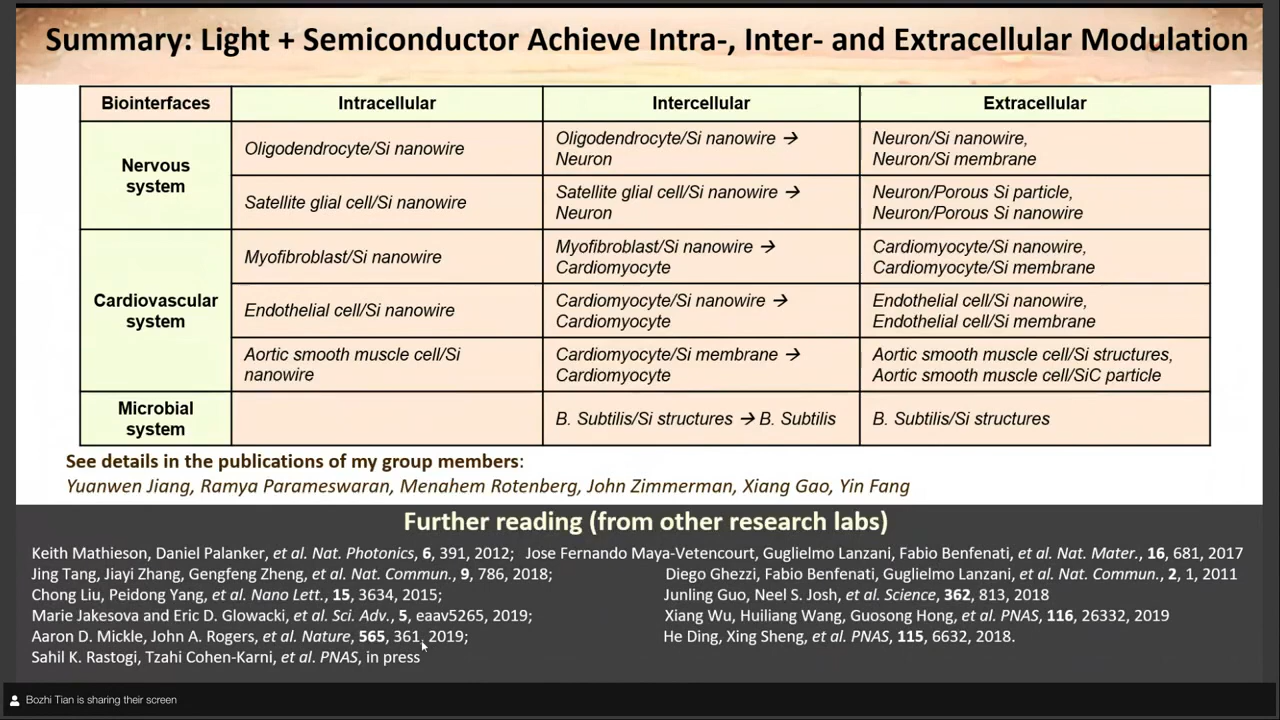 Summary: Light + Semiconductor Achieve Intra-, Inter- and Extracellular Modulation
Biointerfaces
Intracellular
Intercellular
Extracellular
Nervous
system
Oligodendrocyte/Si nanowire
Oligodendrocyte/Si nanowire →
Neuron
Neuron/Si nanowire,
Neuron/Si membrane
Satellite glial cell/Si nanowire
Satellite glial cell/Si nanowire →
Neuron
Neuron/Porous Si particle,
Neuron/Porous Si nanowire
Cardiovascular
system
Myofibroblast/Si nanowire
Myofibroblast/Si nanowire →
Cardiomyocyte
Cardiomyocyte/Si nanowire,
Cardiomyocyte/Si membrane
Endothelial cell/Si nanowire
Cardiomyocyte/Si nanowire →
Cardiomyocyte
Endothelial cell/Si nanowire,
Endothelial cell/Si membrane
Aortic smooth muscle cell/Si
nanowire
Cardiomyocyte/Si membrane →
Cardiomyocyte
Aortic smooth muscle cell/Si structures,
Aortic smooth muscle cell/SiC particle
Microbial
system
B. Subtilis/Si structures → B. Subtilis
B. Subtilis/Si structures
See details in the publications of my group members:
Yuanwen Jiang, Ramya Parameswaran, Menahem Rotenberg, John Zimmerman, Xiang Gao, Yin Fang
Further reading (from other research labs)
Keith Mathieson, Daniel Palanker, et al. Nat. Photonics, 6, 391, 2012; Jose Fernando Maya-Vetencourt, Guglielmo Lanzani, Fabio Benfenati, et al. Nat. Mater., 16, 681, 2017
Jing Tang, Jiayi Zhang, Gengfeng Zheng, et al. Nat. Commun., 9, 786, 2018; Diego Ghezzi, Fabio Benfenati, Guglielmo Lanzani, et al. Nat. Commun., 2, 1, 2011
Chong Liu, Peidong Yang, et al. Nano Lett., 15, 3634, 2015; Junling Guo, Neel S. Josh, et al. Science, 362, 813, 2018
Marie Jakesova and Eric D. Glowacki, et al. Sci. Adv., 5, eaav5265, 2019; Xiang Wu, Huiliang Wang, Guosong Hong, et al. PNAS, 116, 26332, 2019
Aaron D. Mickle, John A. Rogers, et al. Nature, 565, 361, 2019; He Ding, Xing Sheng, et al. PNAS, 115, 6632, 2018.
Sahil K. Rastogi, Tzahi Cohen-Karni, et al. PNAS, in press
Bozhi Tian is sharing their screen